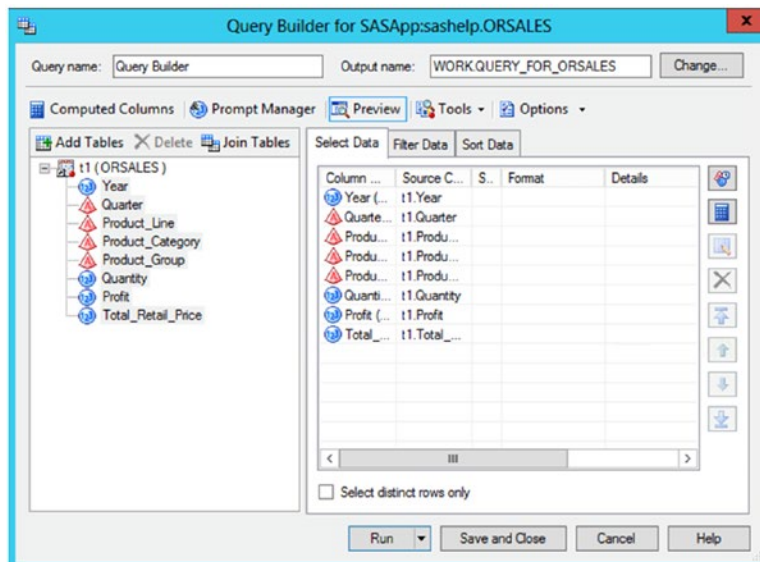 Query Builder for SASApp:sashelp.ORSALES
x
Query name: Query Builder Output name: WORK.QUERY_FOR_ORSALES Change...
Computed Columns Prompt Manager Preview Tools Options
Add Tables Delete Join Tables Select Data Filter Data Sort Data
t1 (ORSALES)
Year
Quarter
Product_Line
Product_Category
Product_Group
Quantity
Profit
Total_Retail_Price
Column ... Source C... S.. Format Details
Year (... t1.Year
Quarte... t1.Quarter
Produ... t1.Produ...
Produ... t1.Produ...
Produ... t1.Produ...
Quanti... t1.Quantity
Profit (... t1.Profit
Total_... t1.Total_...
Select distinct rows only
Run Save and Close Cancel Help